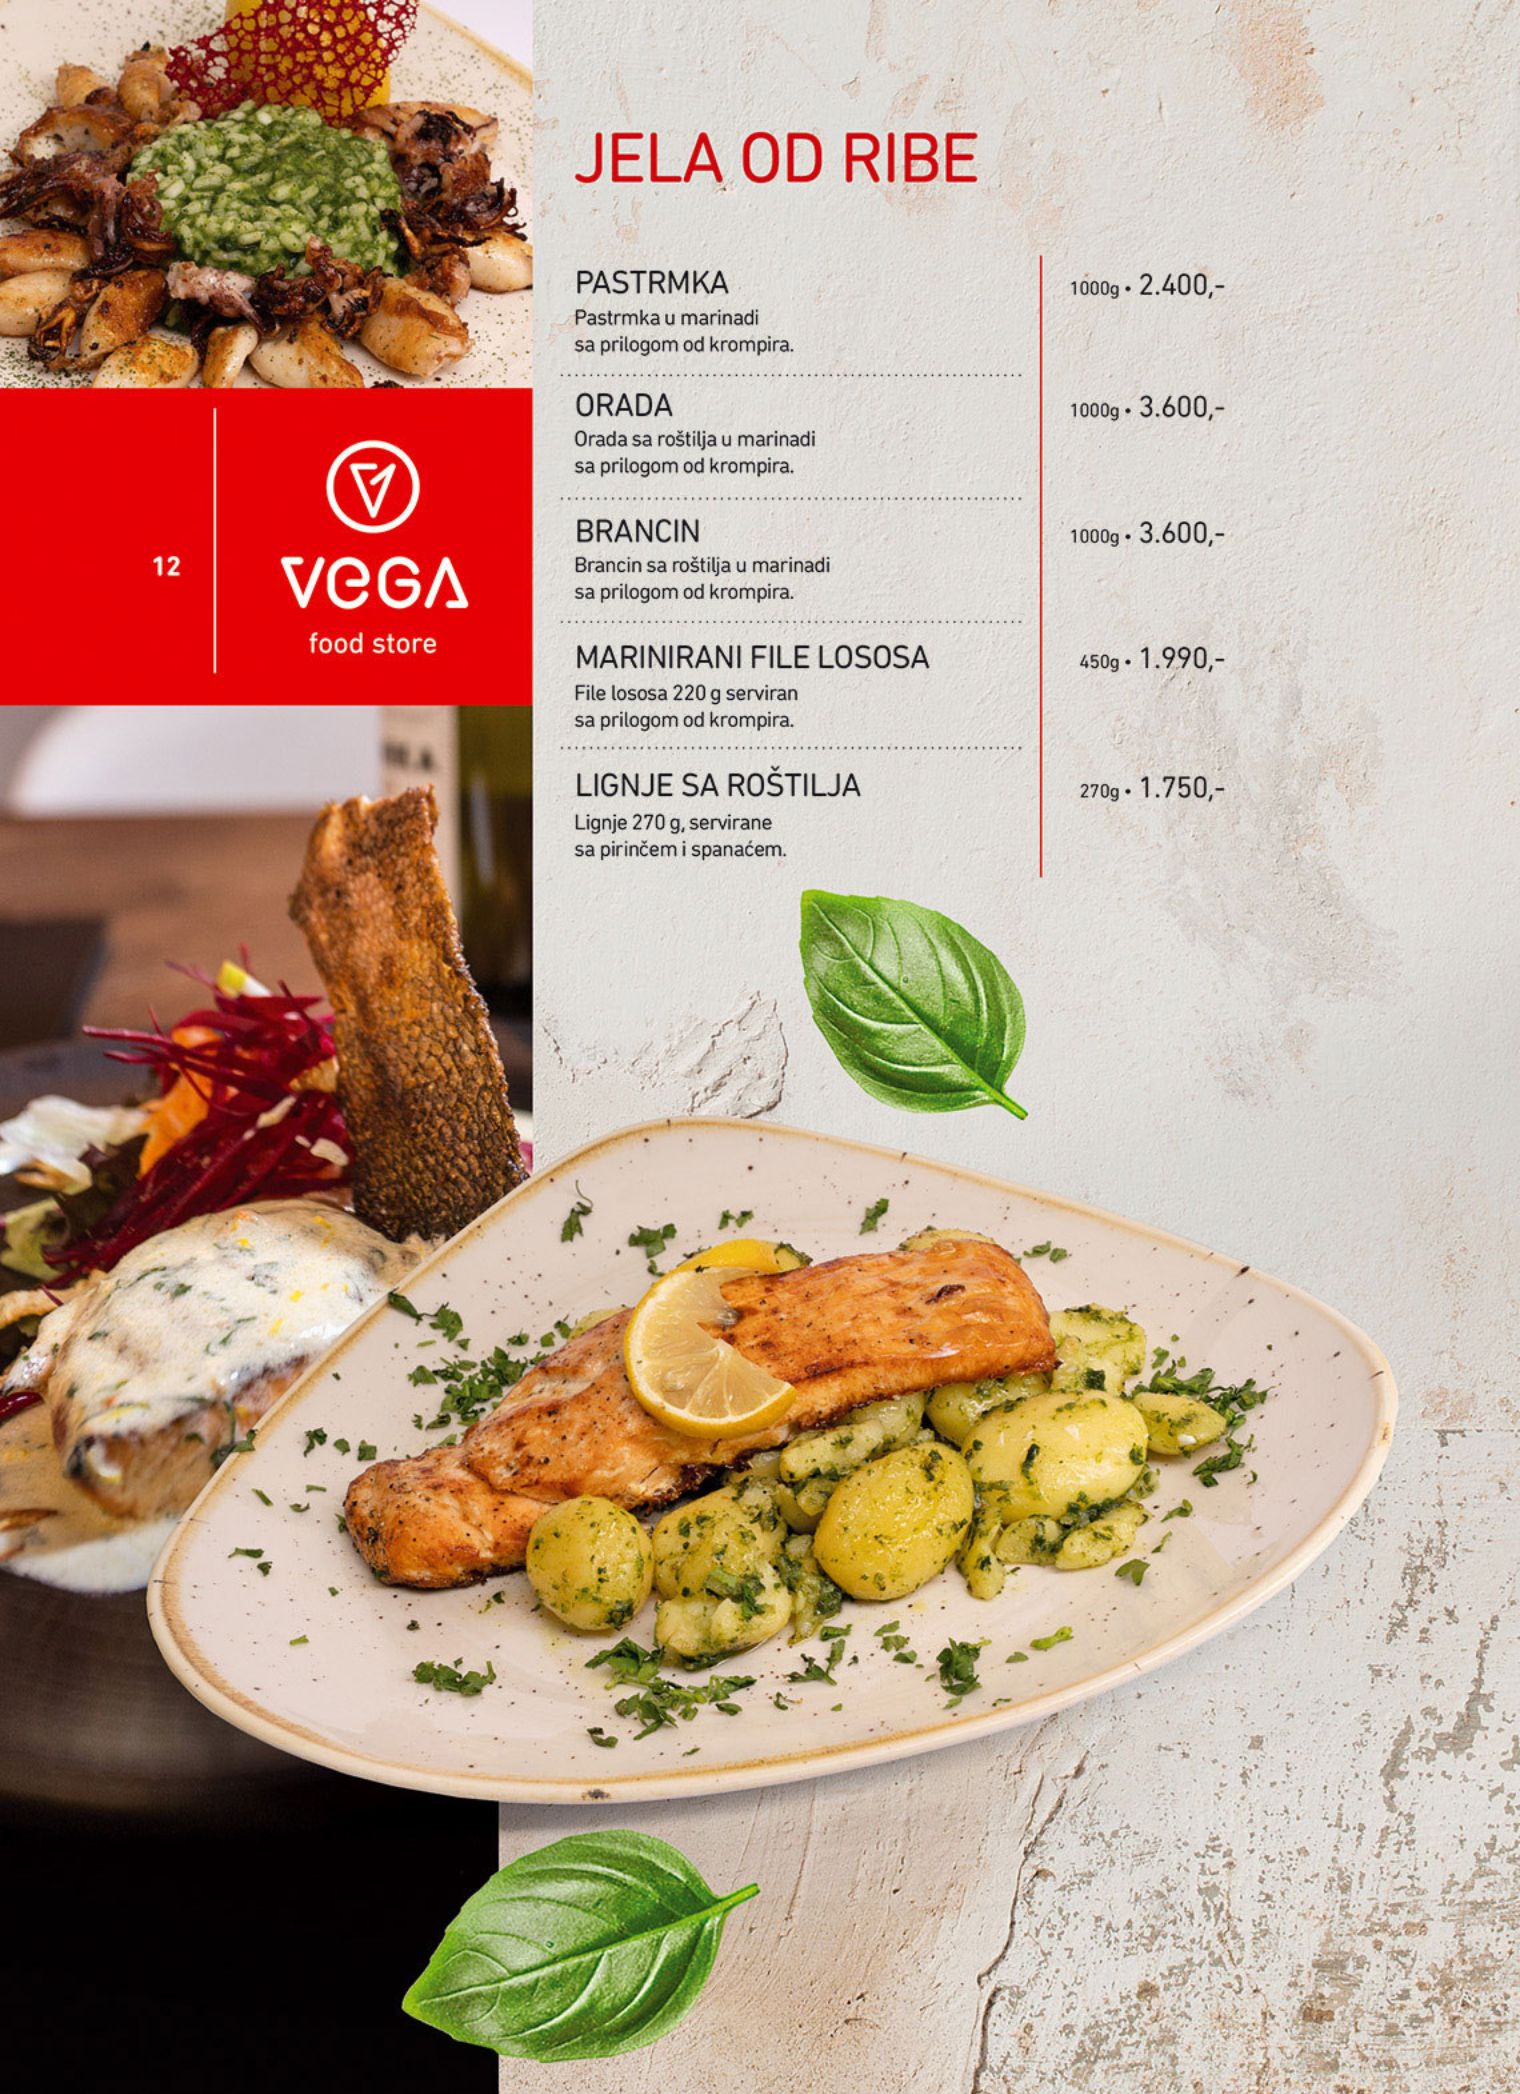 JELA OD RIBE
PASTRMKA
1000g • 2.400,-
Pastrmka u marinadi
sa prilogom od krompira.
ORADA
1000g • 3.600,-
Orada sa roštilja u marinadi
sa prilogom od krompira.
BRANCIN
1000g • 3.600,-
Brancin sa roštilja u marinadi
sa prilogom od krompira.
MARINIRANI FILE LOSOSA
450g • 1.990,-
File lososa 220 g serviran
sa prilogom od krompira.
LIGNJE SA ROŠTILJA
270g • 1.750,-
Lignje 270 g, servirane
sa pirinčem i spanaćem.
12
VeGA
food store